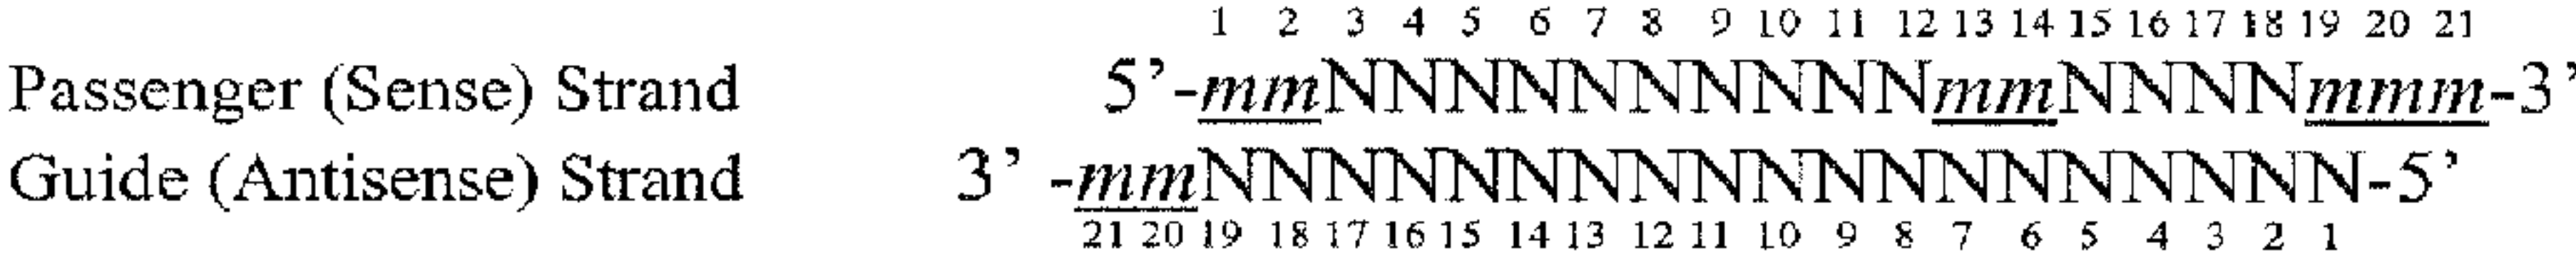 1 2 3 4 5 6 7 8 9 10 11 12 13 14 15 16 17 18 19 20 21
Passenger (Sense) Strand 5’-mmNNNNNNNNNNmmNNNNmmm-3’
Guide (Antisense) Strand 3’ -mmNNNNNNNNNNNNNNNNNNN-5’
21 20 19 18 17 16 15 14 13 12 11 10 9 8 7 6 5 4 3 2 1